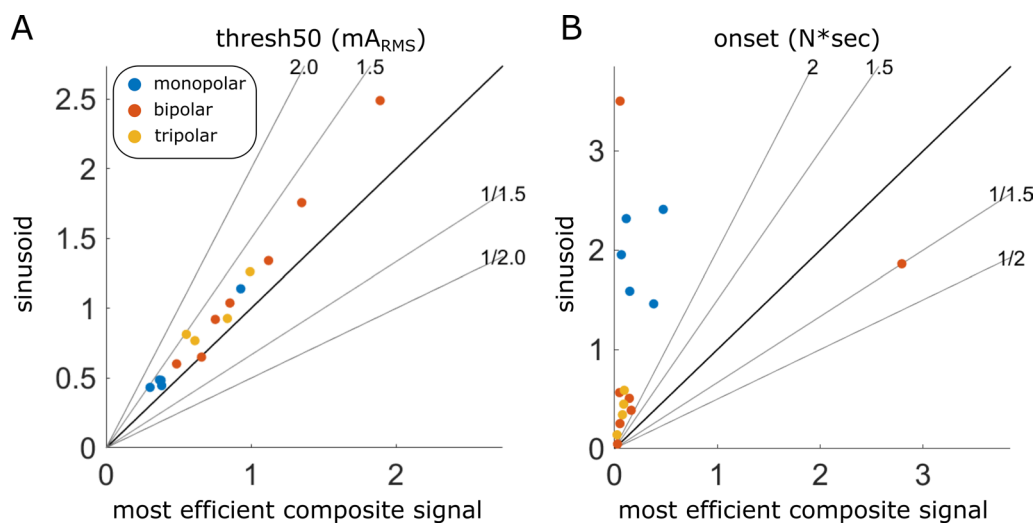 A
thresh50 (mA_RMS)
2.0
1.5
monopolar
bipolar
tripolar
2.5
2
1.5
1
0.5
0
sinusoid
1/1.5
1/2.0
0
1
2
most efficient composite signal
B
onset (N*sec)
2
1.5
3
2
1
0
sinusoid
1/1.5
1/2
0
1
2
3
most efficient composite signal